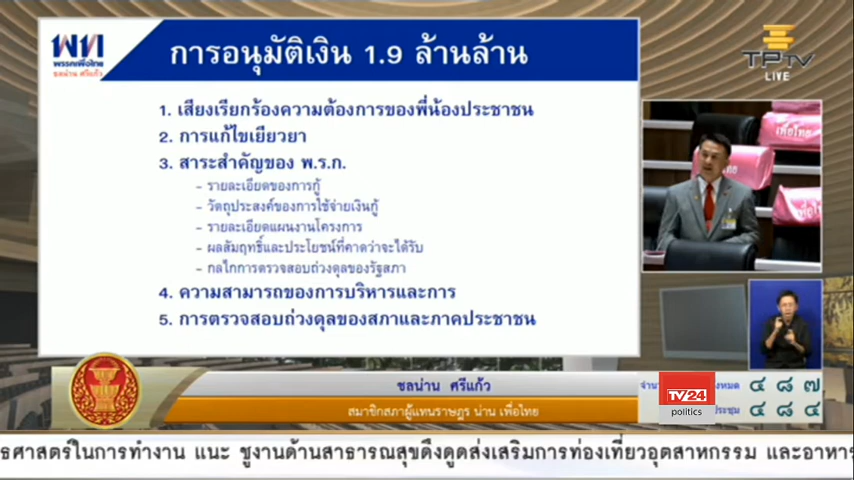 พท
พรรคเพื่อไทย
ชลน่าน ศรีแก้ว
การอนุมัติเงิน 1.9 ล้านล้าน
1. เสียงเรียกร้องความต้องการของพี่น้องประชาชน
2. การแก้ไขเยียวยา
3. สาระสำคัญของ พ.ร.ก.
- รายละเอียดของการกู้
- วัตถุประสงค์ของการใช้จ่ายเงินกู้
- รายละเอียดแผนงานโครงการ
- ผลสัมฤทธิ์และประโยชน์ที่คาดว่าจะได้รับ
- กลไกการตรวจสอบถ่วงดุลของรัฐสภา
4. ความสามารถของการบริหารและการ
5. การตรวจสอบถ่วงดุลของสภาและภาคประชาชน
TPTV
LIVE
เพื่อไทย
ชลน่าน ศรีแก้ว
สมาชิกสภาผู้แทนราษฎร น่าน เพื่อไทย
จำนว งหมด ๔๘๗
ประชุม ๔๘๔
TV24
politics
ธศาสตร์ในการทำงาน แนะ ชูงานด้านสาธารณสุขดึงดูดส่งเสริมการท่องเที่ยวอุตสาหกรรม และอาหาร